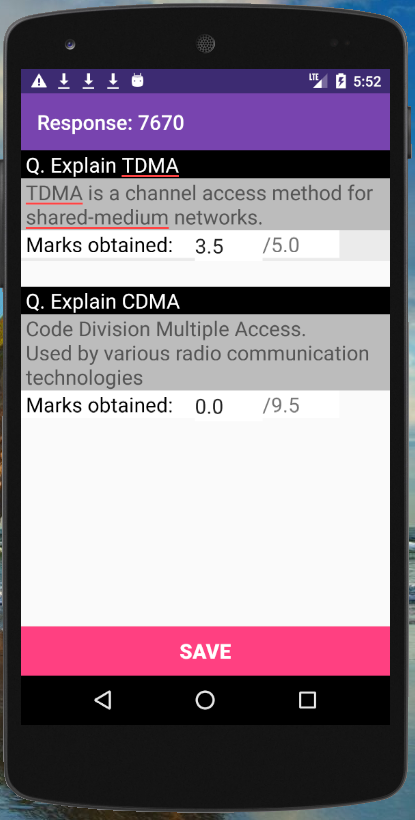 LTE 5:52
Response: 7670
Q. Explain TDMA
TDMA is a channel access method for
shared-medium networks.
Marks obtained: 3.5 /5.0
Q. Explain CDMA
Code Division Multiple Access.
Used by various radio communication
technologies
Marks obtained: 0.0 /9.5
SAVE